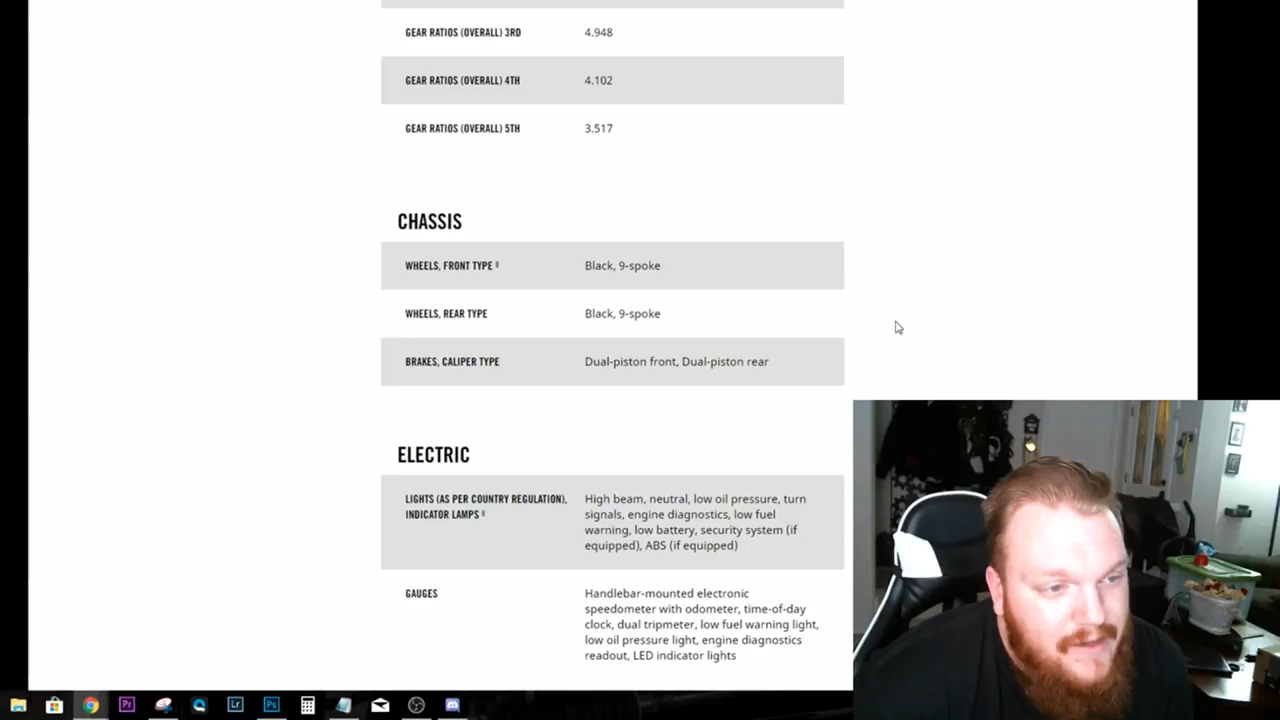 GEAR RATIOS (OVERALL) 3RD 4.948
GEAR RATIOS (OVERALL) 4TH 4.102
GEAR RATIOS (OVERALL) 5TH 3.517
CHASSIS
WHEELS, FRONT TYPE Black, 9-spoke
WHEELS, REAR TYPE Black, 9-spoke
BRAKES, CALIPER TYPE Dual-piston front, Dual-piston rear
ELECTRIC
LIGHTS (AS PER COUNTRY REGULATION),
INDICATOR LAMPS
High beam, neutral, low oil pressure, turn
signals, engine diagnostics, low fuel
warning, low battery, security system (if
equipped), ABS (if equipped)
GAUGES
Handlebar-mounted electronic
speedometer with odometer, time-of-day
clock, dual tripmeter, low fuel warning light,
low oil pressure light, engine diagnostics
readout, LED indicator lights
Pr Lr Ps